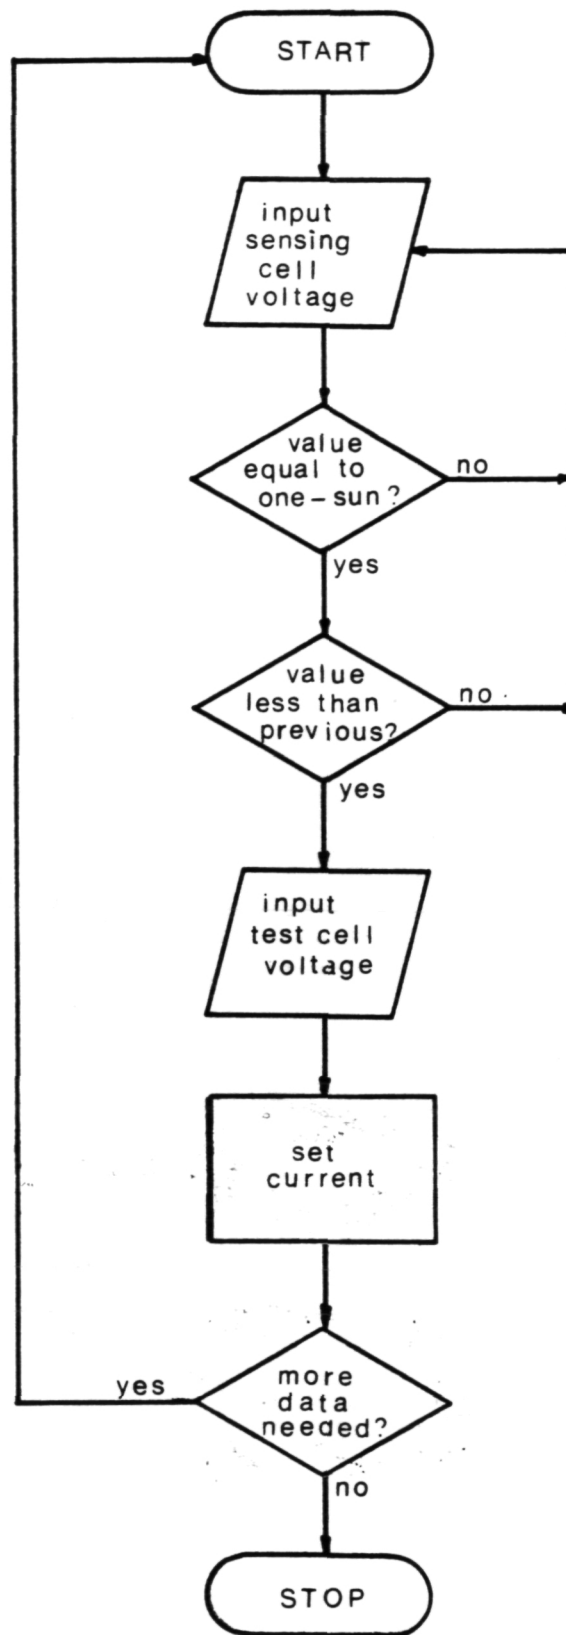 START
input
sensing
cell
voltage
value
equal to
one-sun?
no
yes
value
less than
previous?
no
yes
input
test cell
voltage
set
current
more
data
needed?
yes
no
STOP